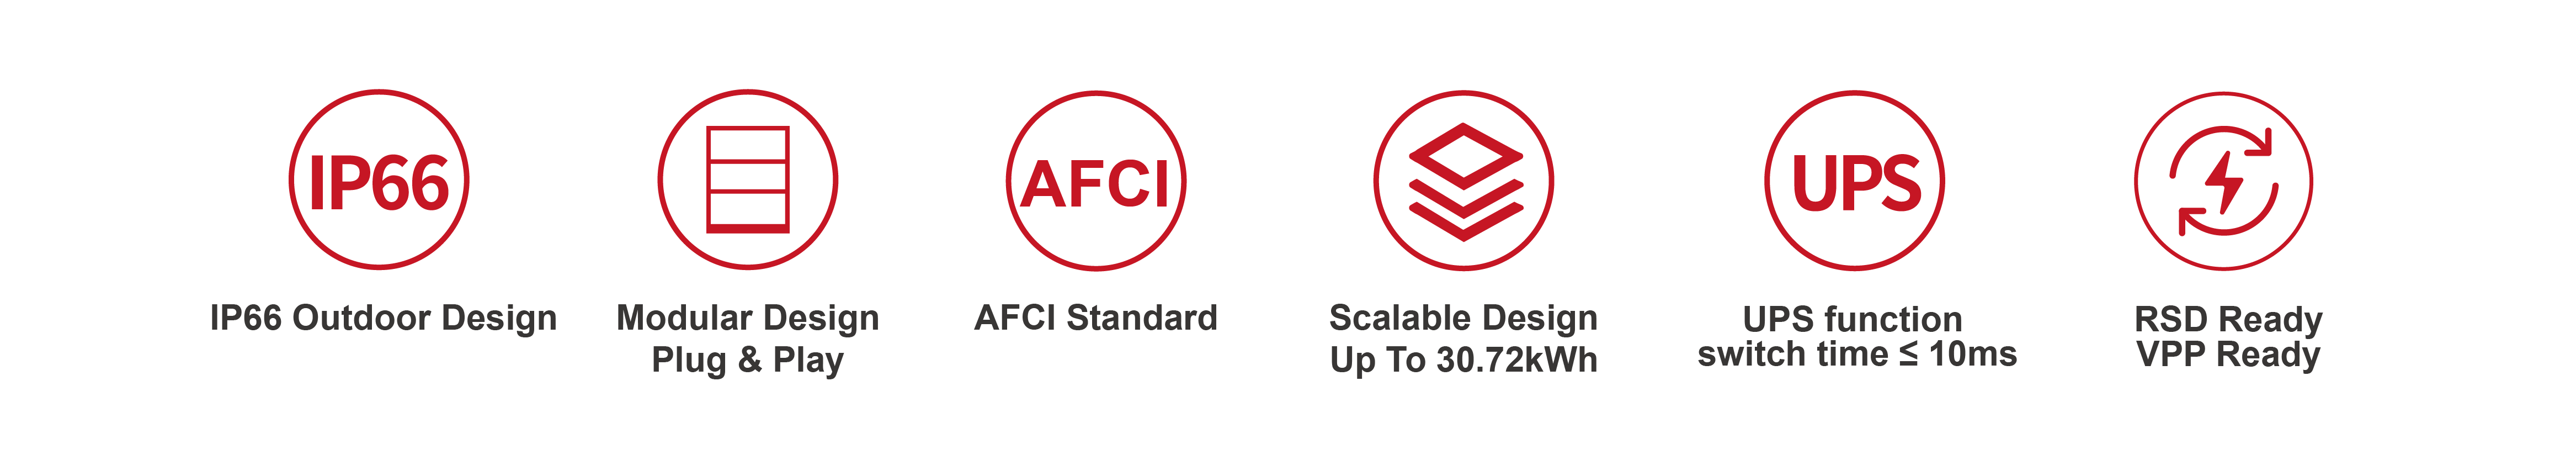 IP66
AFCI
UPS
IP66 Outdoor Design
Modular Design
Plug & Play
AFCI Standard
Scalable Design
Up To 30.72kWh
UPS function
switch time ≤ 10ms
RSD Ready
VPP Ready